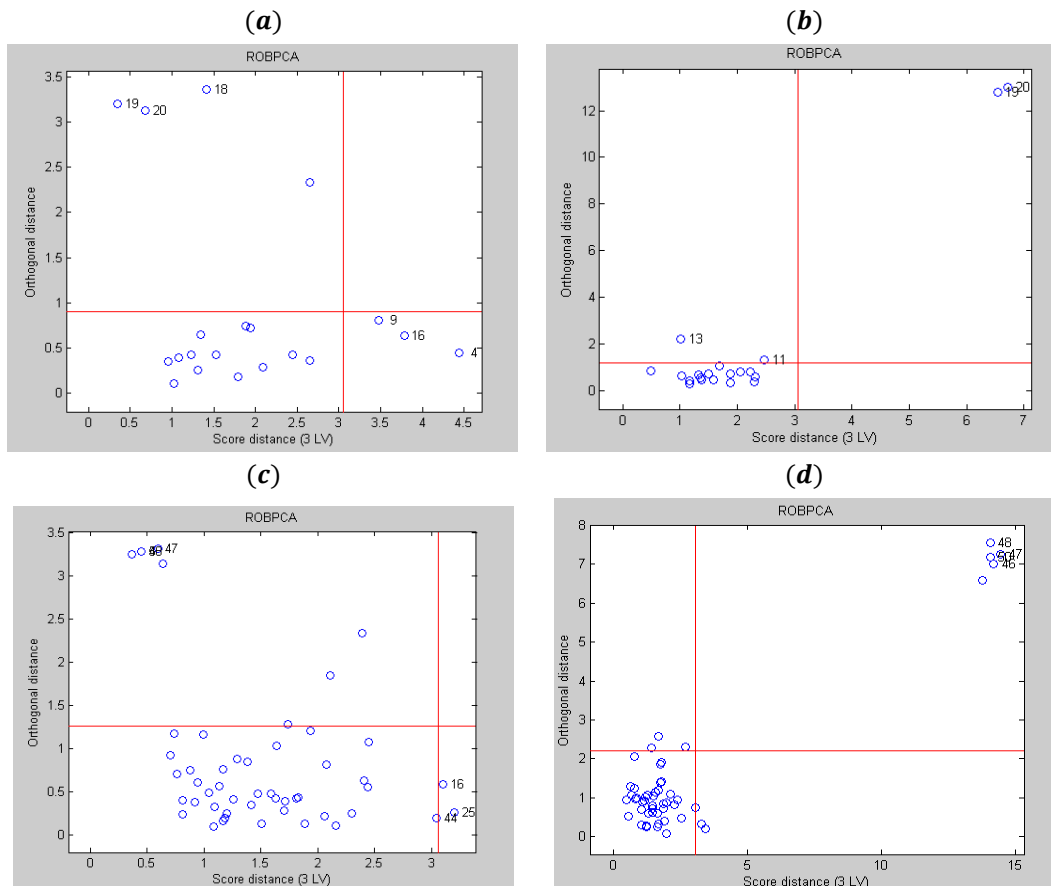 (a)
ROBPCA
3.5
3
2.5
2
1.5
1
0.5
0
Orthogonal distance
19
20
18
9
16
4
0 0.5 1 1.5 2 2.5 3 3.5 4 4.5
Score distance (3 LV)
(b)
ROBPCA
12
10
8
6
4
2
0
Orthogonal distance
20
19
13
11
0 1 2 3 4 5 6 7
Score distance (3 LV)
(c)
ROBPCA
3.5
3
2.5
2
1.5
1
0.5
0
Orthogonal distance
47
16
25
44
0 0.5 1 1.5 2 2.5 3
Score distance (3 LV)
(d)
ROBPCA
8
7
6
5
4
3
2
1
0
Orthogonal distance
48
47
46
0 5 10 15
Score distance (3 LV)